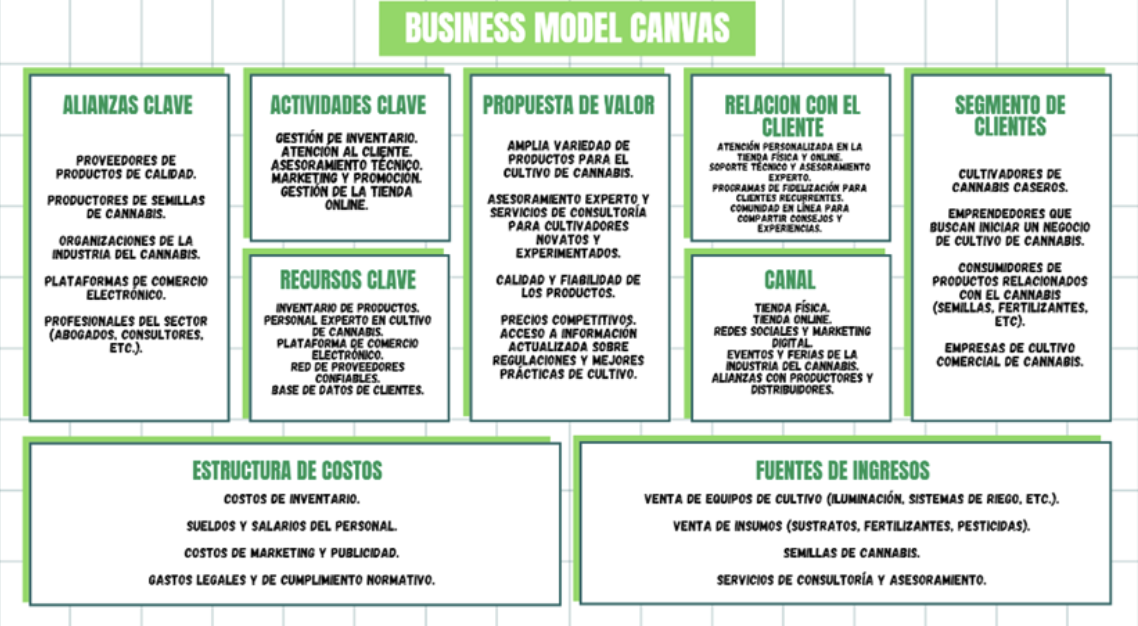 BUSINESS MODEL CANVAS
ALIANZAS CLAVE
PROVEEDORES DE
PRODUCTOS DE CALIDAD.
PRODUCTORES DE SEMILLAS
DE CANNABIS.
ORGANIZACIONES DE LA
INDUSTRIA DEL CANNABIS.
PLATAFORMAS DE COMERCIO
ELECTRÓNICO.
PROFESIONALES DEL SECTOR
(ABOGADOS, CONSULTORES,
ETC.).
ACTIVIDADES CLAVE
GESTIÓN DE INVENTARIO.
ATENCIÓN AL CLIENTE.
ASESORAMIENTO TÉCNICO.
MARKETING Y PROMOCIÓN.
GESTIÓN DE LA TIENDA
ONLINE.
RECURSOS CLAVE
INVENTARIO DE PRODUCTOS.
PERSONAL EXPERTO EN CULTIVO
DE CANNABIS.
PLATAFORMA DE COMERCIO
ELECTRÓNICO.
RED DE PROVEEDORES
CONFIABLES.
BASE DE DATOS DE CLIENTES.
PROPUESTA DE VALOR
AMPLIA VARIEDAD DE
PRODUCTOS PARA EL
CULTIVO DE CANNABIS.
ASESORAMIENTO EXPERTO Y
SERVICIOS DE CONSULTORÍA
PARA CULTIVADORES
NOVATOS Y
EXPERIMENTADOS.
CALIDAD Y FIABILIDAD DE
LOS PRODUCTOS.
PRECIOS COMPETITIVOS.
ACCESO A INFORMACIÓN
ACTUALIZADA SOBRE
REGULACIONES Y MEJORES
PRÁCTICAS DE CULTIVO.
RELACION CON EL
CLIENTE
ATENCIÓN PERSONALIZADA EN LA
TIENDA FÍSICA Y ONLINE.
SOPORTE TÉCNICO Y ASESORAMIENTO
EXPERTO.
PROGRAMAS DE FIDELIZACIÓN PARA
CLIENTES RECURRENTES.
COMUNIDAD EN LÍNEA PARA
COMPARTIR CONSEJOS Y
EXPERIENCIAS.
CANAL
TIENDA FÍSICA.
TIENDA ONLINE.
REDES SOCIALES Y MARKETING
DIGITAL.
EVENTOS Y FERIAS DE LA
INDUSTRIA DEL CANNABIS.
ALIANZAS CON PRODUCTORES Y
DISTRIBUIDORES.
SEGMENTO DE
CLIENTES
CULTIVADORES DE
CANNABIS CASEROS.
EMPRENDEDORES QUE
BUSCAN INICIAR UN NEGOCIO
DE CULTIVO DE CANNABIS.
CONSUMIDORES DE
PRODUCTOS RELACIONADOS
CON EL CANNABIS
(SEMILLAS, FERTILIZANTES,
ETC).
EMPRESAS DE CULTIVO
COMERCIAL DE CANNABIS.
ESTRUCTURA DE COSTOS
COSTOS DE INVENTARIO.
SUELDOS Y SALARIOS DEL PERSONAL.
COSTOS DE MARKETING Y PUBLICIDAD.
GASTOS LEGALES Y DE CUMPLIMIENTO NORMATIVO.
FUENTES DE INGRESOS
VENTA DE EQUIPOS DE CULTIVO (ILUMINACIÓN, SISTEMAS DE RIEGO, ETC.).
VENTA DE INSUMOS (SUSTRATOS, FERTILIZANTES, PESTICIDAS).
SEMILLAS DE CANNABIS.
SERVICIOS DE CONSULTORÍA Y ASESORAMIENTO.